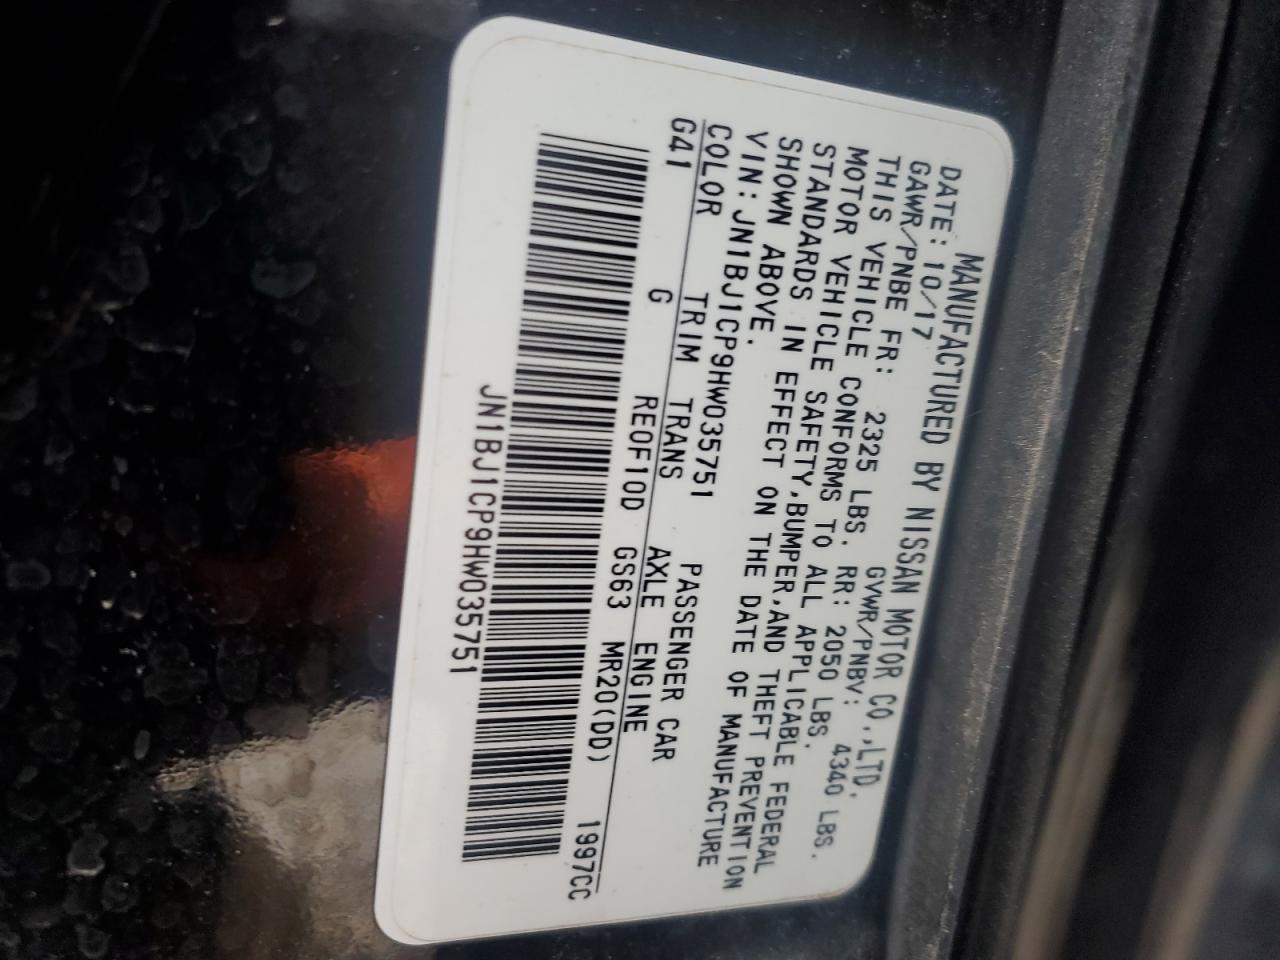 MANUFACTURED BY NISSAN MOTOR CO.,LTD.
DATE: 10/17 GVWR/PNBV: 4340 LBS.
GAWR/PNBE FR: 2325 LBS. RR: 2050 LBS.
THIS VEHICLE CONFORMS TO ALL APPLICABLE FEDERAL
MOTOR VEHICLE SAFETY,BUMPER,AND THEFT PREVENTION
STANDARDS IN EFFECT ON THE DATE OF MANUFACTURE
SHOWN ABOVE.
VIN:JN1BJ1CP9HW035751 PASSENGER CAR
COLOR TRIM TRANS AXLE ENGINE
G41 G RE0F10D GS63 MR20(DD) 1997CC
JN1BJ1CP9HW035751